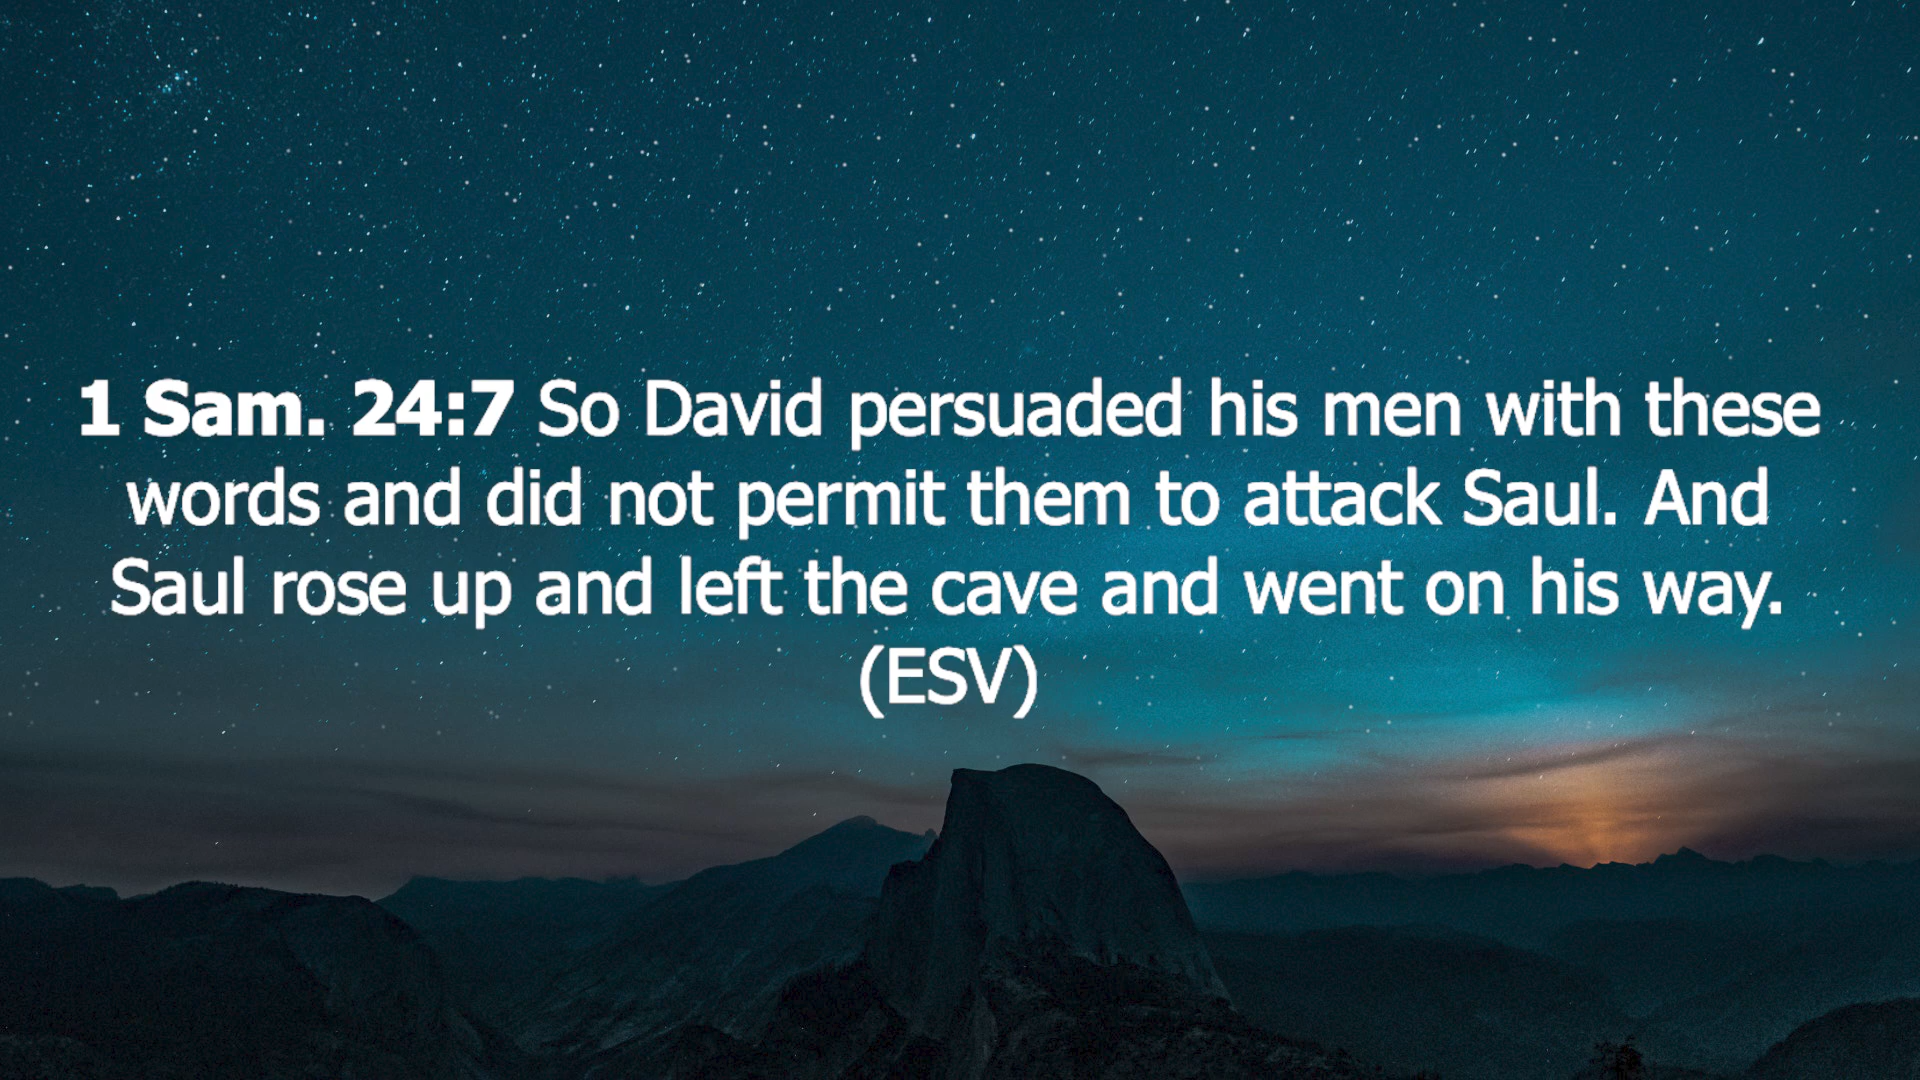 1 Sam. 24:7 So David persuaded his men with these
words and did not permit them to attack Saul. And
Saul rose up and left the cave and went on his way.
(ESV)